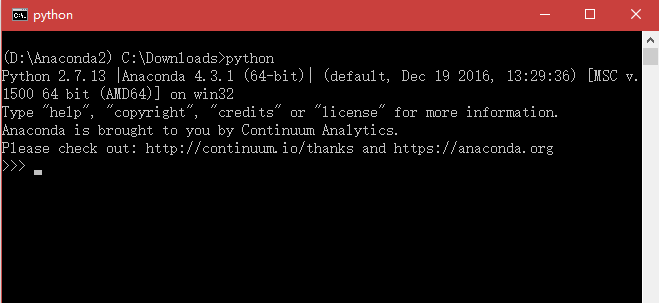 python
(D:\Anaconda2) C:\Downloads>python
Python 2.7.13 |Anaconda 4.3.1 (64-bit)| (default, Dec 19 2016, 13:29:36) [MSC v.
1500 64 bit (AMD64)] on win32
Type "help", "copyright", "credits" or "license" for more information.
Anaconda is brought to you by Continuum Analytics.
Please check out: http://continuum.io/thanks and https://anaconda.org
>>>